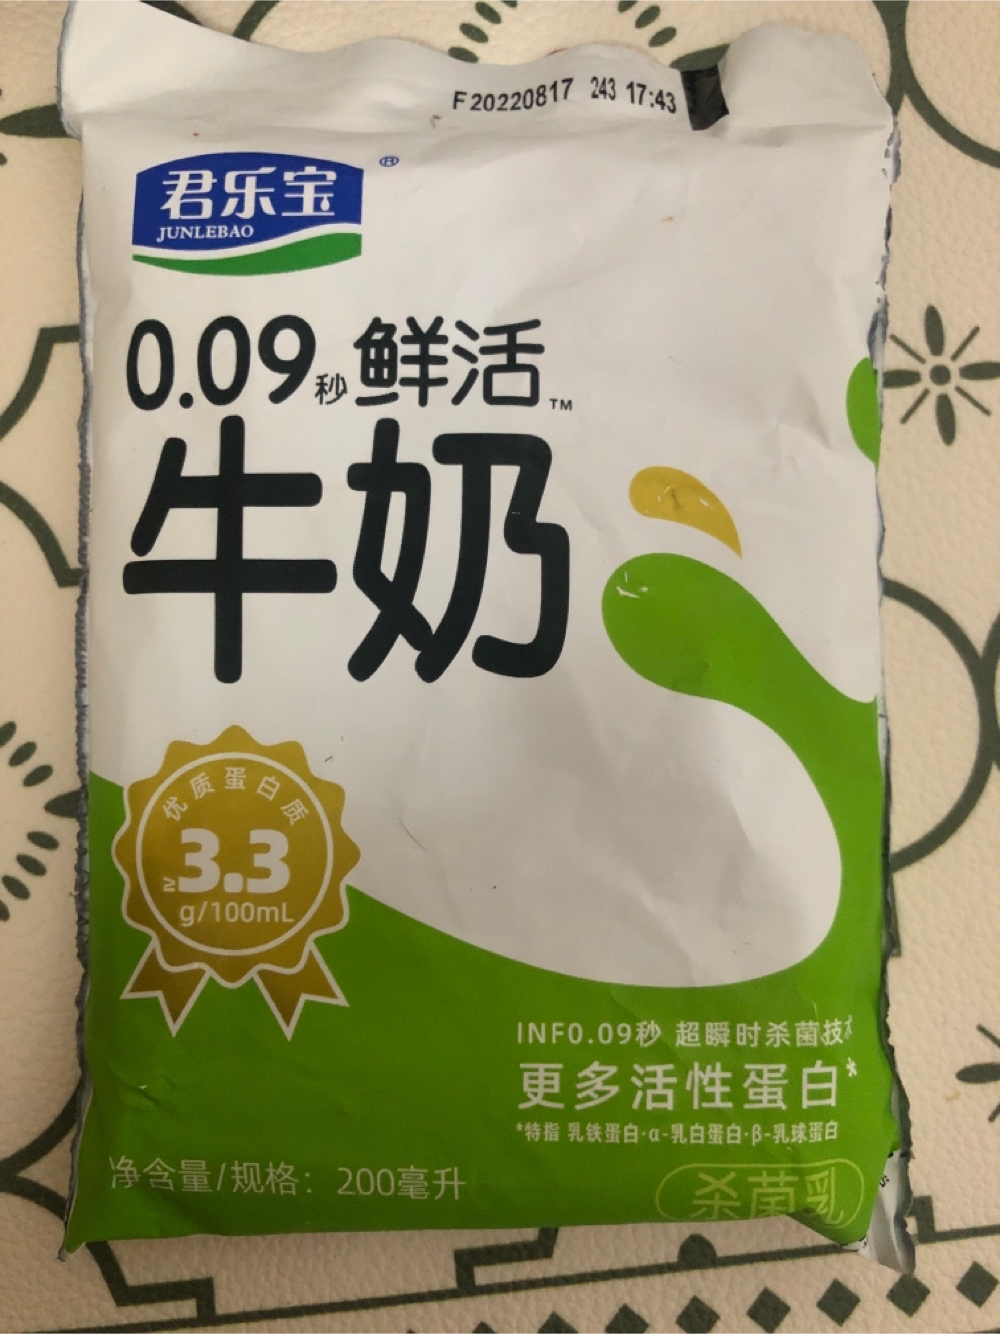 F20220817 243 17:43
君乐宝
®
JUNLEBAO
0.09秒鲜活™
牛奶
优质蛋白质
≥3.3
g/100mL
INF0.09秒 超瞬时杀菌技术
更多活性蛋白*
*特指 乳铁蛋白·α-乳白蛋白·β-乳球蛋白
净含量/规格：200毫升
杀菌乳